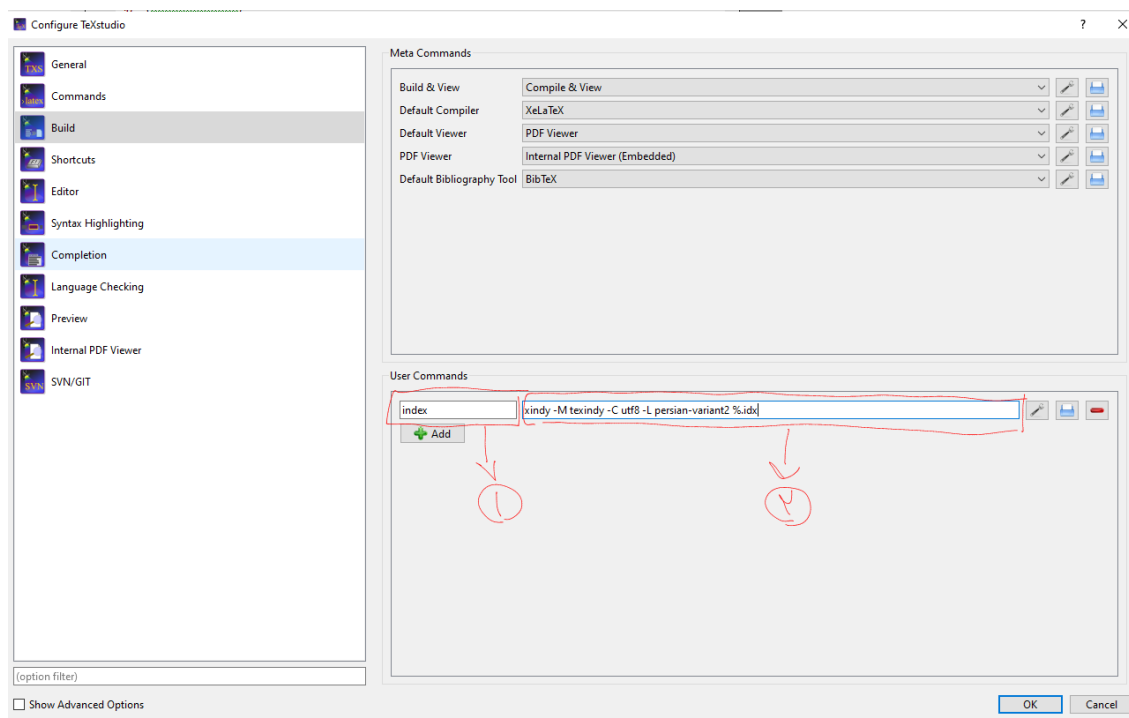 Configure TeXstudio
?
General
Commands
Build
Shortcuts
Editor
Syntax Highlighting
Completion
Language Checking
Preview
Internal PDF Viewer
SVN/GIT
(option filter)
Show Advanced Options
Meta Commands
Build & View Compile & View
Default Compiler XeLaTeX
Default Viewer PDF Viewer
PDF Viewer Internal PDF Viewer (Embedded)
Default Bibliography Tool BibTeX
User Commands
index xindy -M texindy -C utf8 -L persian-variant2 %.idx
Add
۱ ۲
OK Cancel